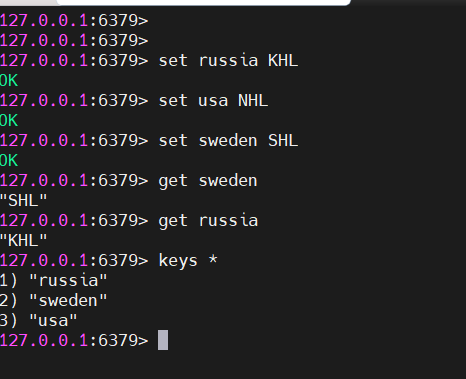 127.0.0.1:6379>
127.0.0.1:6379>
127.0.0.1:6379> set russia KHL
OK
127.0.0.1:6379> set usa NHL
OK
127.0.0.1:6379> set sweden SHL
OK
127.0.0.1:6379> get sweden
"SHL"
127.0.0.1:6379> get russia
"KHL"
127.0.0.1:6379> keys *
1) "russia"
2) "sweden"
3) "usa"
127.0.0.1:6379>